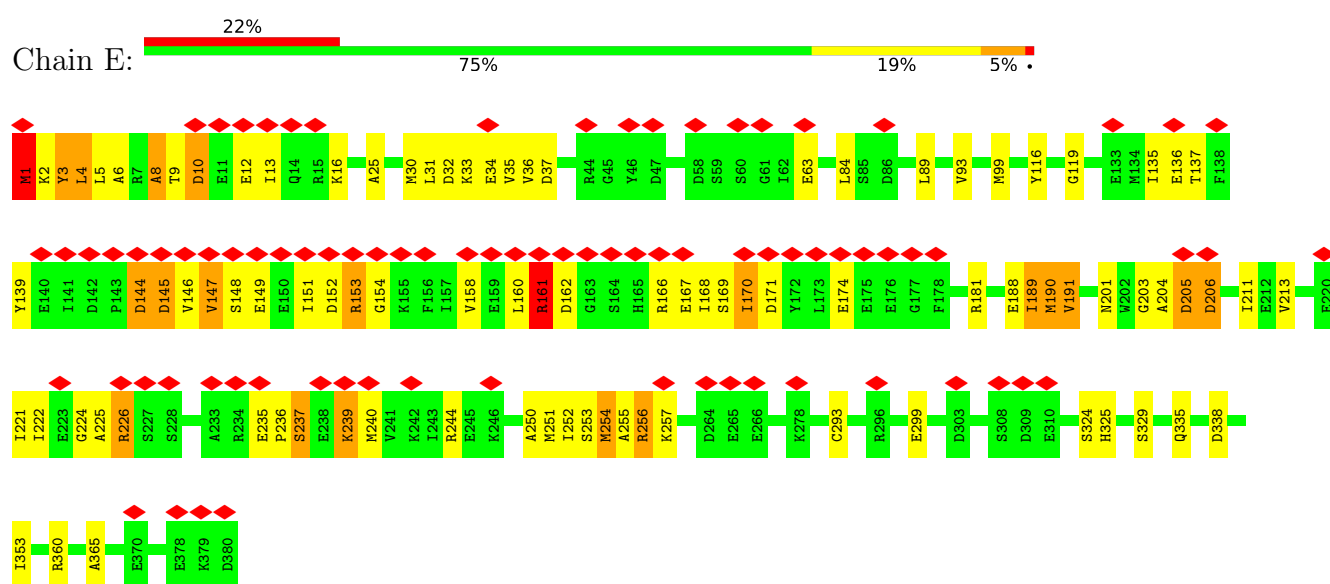 22%
Chain E:
75% 19% 5% •
M1 K2 Y3 L4 L5 A6 R7 A8 T9 D10 E11 E12 I13 Q14 R15 K16 A25 M30 L31 D32 K33 E34 V35 V36 D37 R44 G45 Y46 D47 D58 S59 S60 G61 I62 E63 L84 S85 D86 L89 V93 M99 Y116 G119 E133 M134 I135 E136 T137 F138
Y139 E140 I141 D142 P143 D144 D145 V146 V147 S148 E149 E150 I151 D152 R153 G154 K155 F156 I157 V158 E159 L160 R161 D162 G163 S164 H165 R166 E167 I168 S169 I170 D171 Y172 L173 E174 E175 E176 G177 F178 R181 E188 I189 M190 V191 N201 W202 G203 A204 D205 D206 I211 E212 V213
I221 I222 E223 G224 A225 R226 S227 S228 A233 R234 E235 P236 S237 E238 K239 M240 V241 K242 I243 R244 E245 K246 A250 M251 I252 S253 M254 A255 R256 K257 D264 E265 E266 K278 C293 R296 E299 D303 S308 D309 E310 S324 H325 S329 Q335 D338
I353 R360 A365 E370 E378 K379 D380